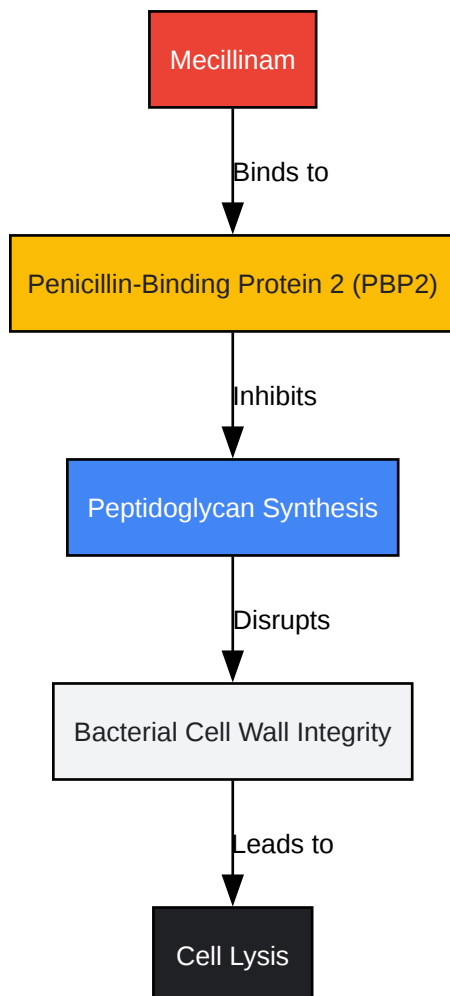 Mecillinam
Binds to
Penicillin-Binding Protein 2 (PBP2)
Inhibits
Peptidoglycan Synthesis
Disrupts
Bacterial Cell Wall Integrity
Leads to
Cell Lysis